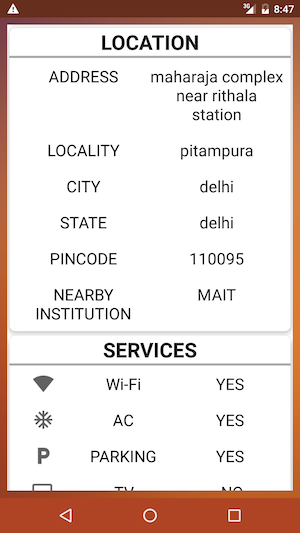 3G 8:47
LOCATION
ADDRESS maharaja complex
near rithala
station
LOCALITY pitampura
CITY delhi
STATE delhi
PINCODE 110095
NEARBY MAIT
INSTITUTION
SERVICES
Wi-Fi YES
AC YES
P PARKING YES
TV NO